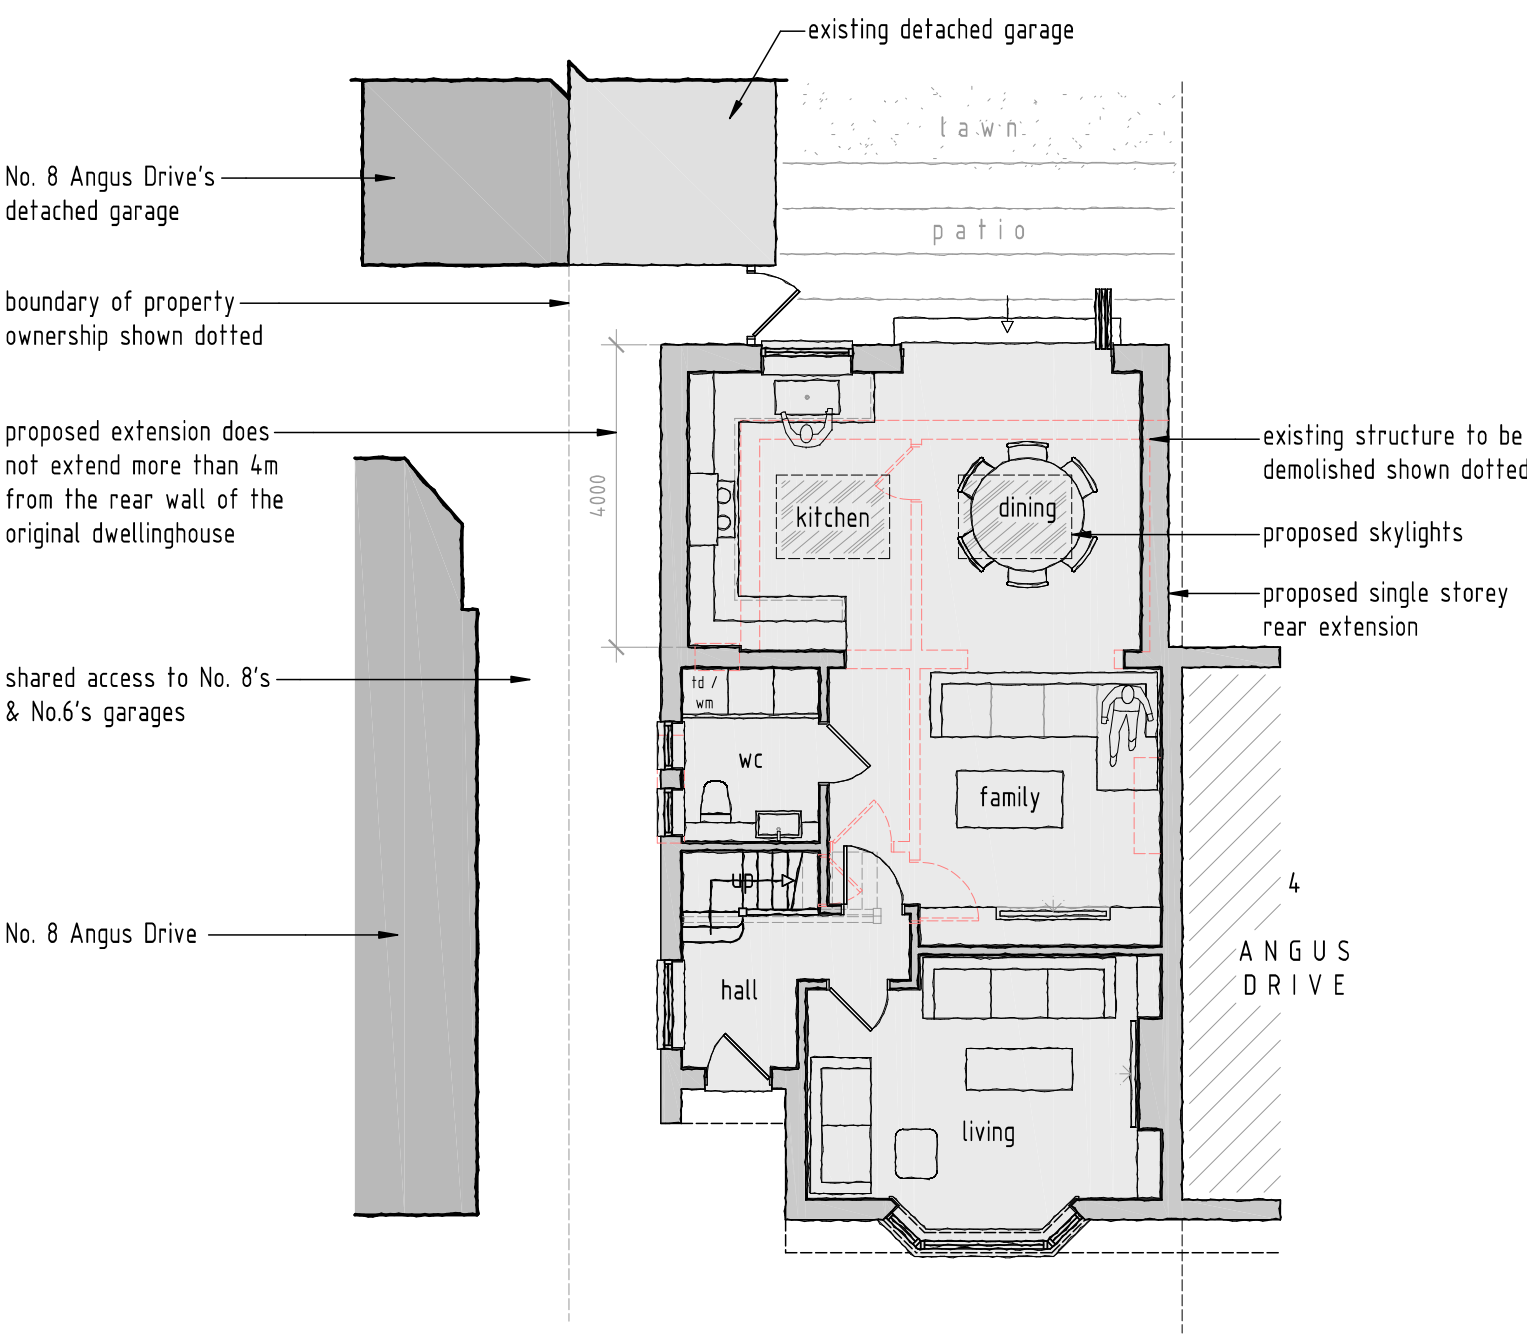 existing detached garage
lawn
No. 8 Angus Drive's
detached garage
patio
boundary of property
ownership shown dotted
proposed extension does
not extend more than 4m
from the rear wall of the
original dwellinghouse
existing structure to be
demolished shown dotted
4000
kitchen
dining
proposed skylights
proposed single storey
rear extension
shared access to No. 8's
& No.6's garages
td /
wm
wc
family
up
4
ANGUS
DRIVE
No. 8 Angus Drive
hall
living